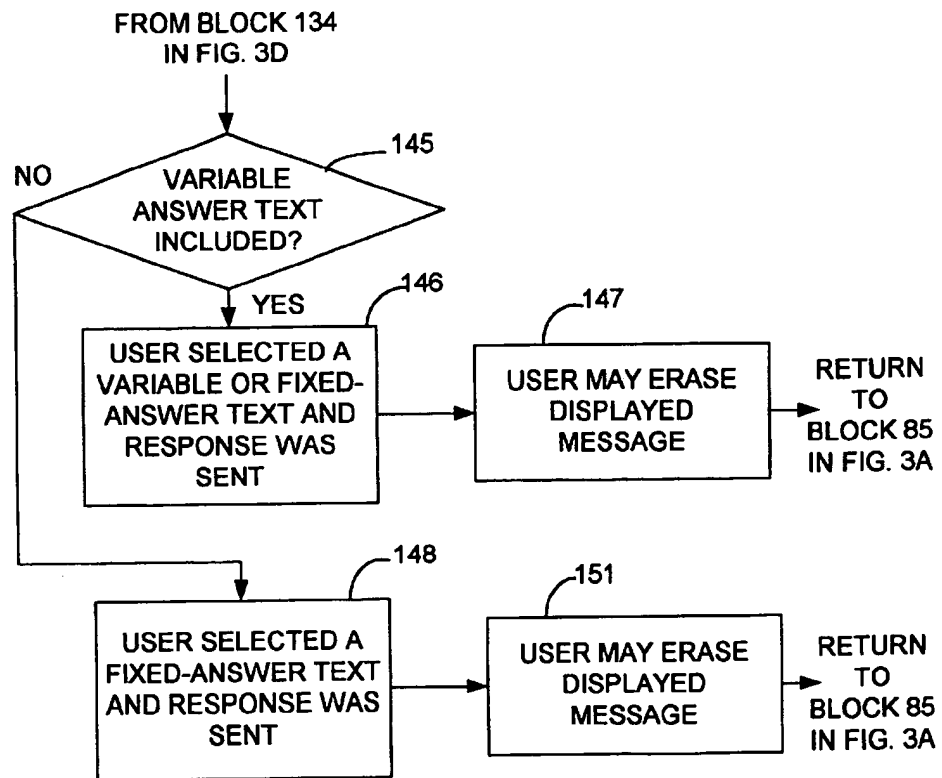 FROM BLOCK 134
IN FIG. 3D
145
NO
VARIABLE
ANSWER TEXT
INCLUDED?
YES
146
147
USER SELECTED A
VARIABLE OR FIXED-
ANSWER TEXT AND
RESPONSE WAS
SENT
USER MAY ERASE
DISPLAYED
MESSAGE
RETURN
TO
BLOCK 85
IN FIG. 3A
148
151
USER SELECTED A
FIXED-ANSWER TEXT
AND RESPONSE WAS
SENT
USER MAY ERASE
DISPLAYED
MESSAGE
RETURN
TO
BLOCK 85
IN FIG. 3A